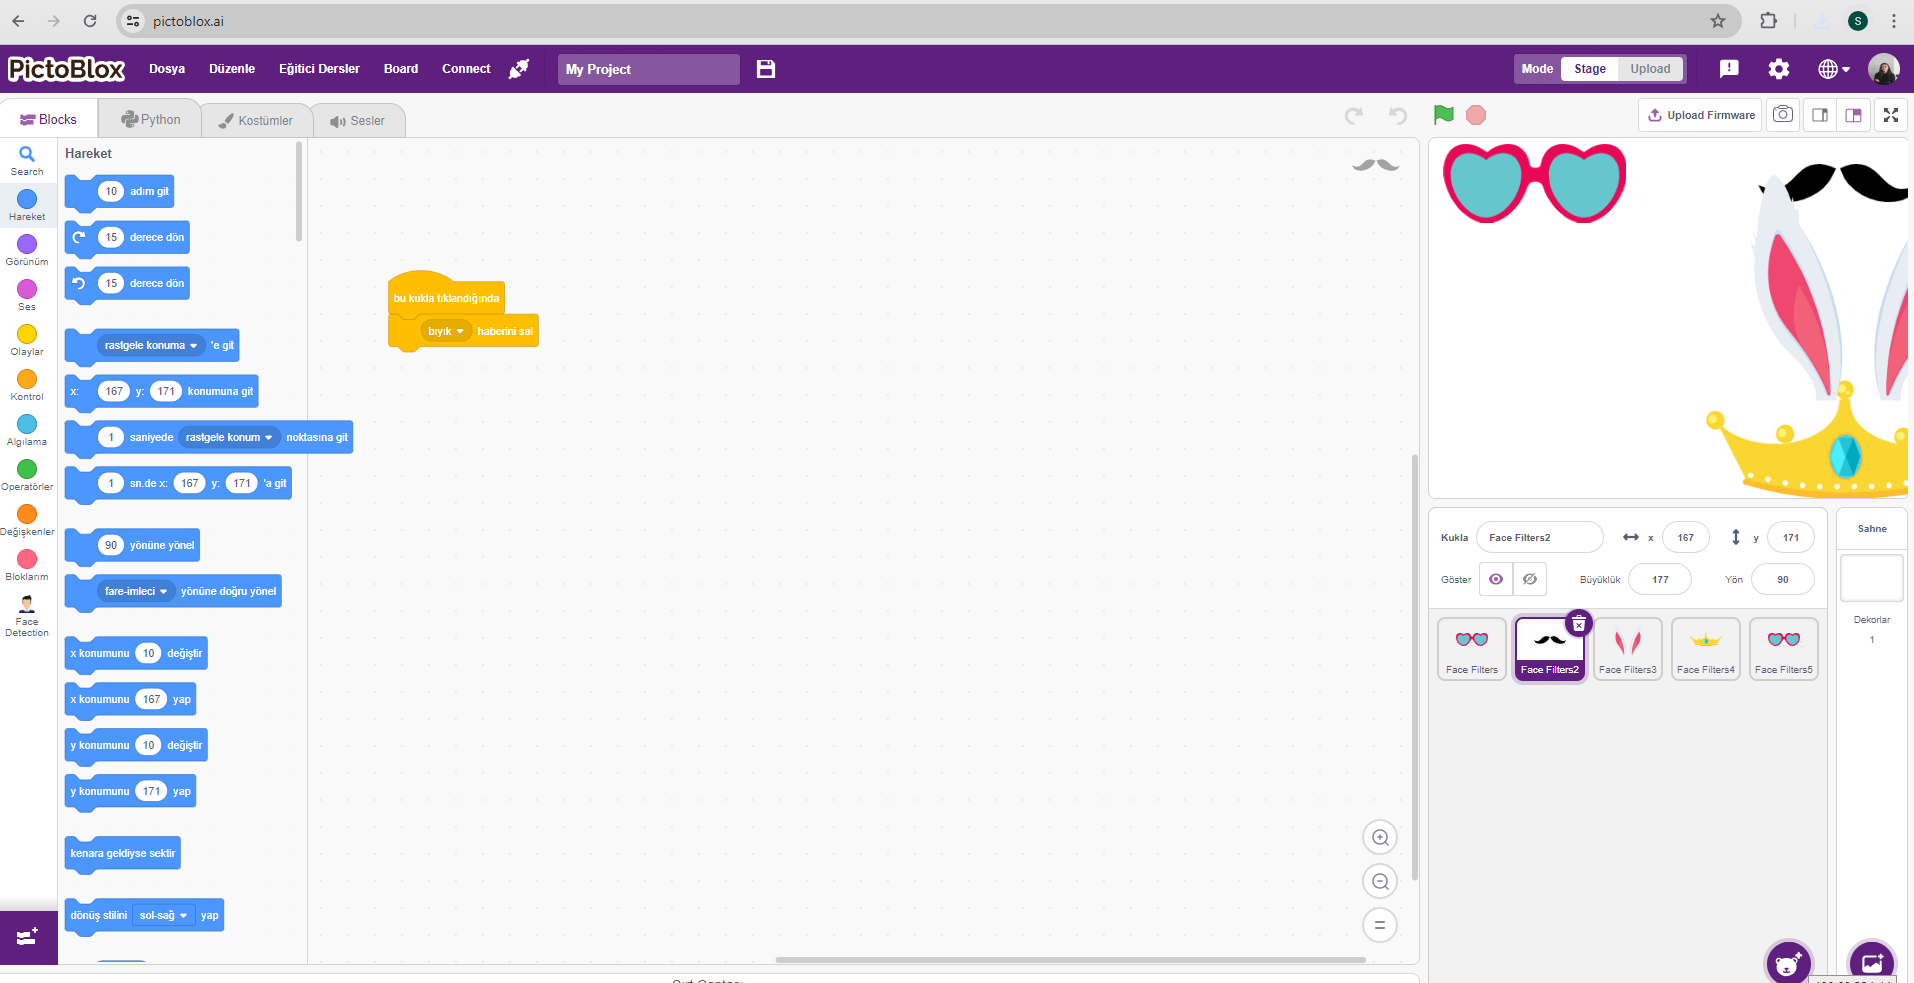 pictoblox.ai
S
PictoBlox
Dosya
Düzenle
Eğitici Dersler
Board
Connect
My Project
Mode
Stage
Upload
Blocks
Python
Kostümler
Sesler
Upload Firmware
Search
Hareket
Görünüm
Ses
Olaylar
Kontrol
Algılama
Operatörler
Değişkenler
Bloklarım
Face
Detection
Hareket
10 adım git
15 derece dön
15 derece dön
rastgele konuma 'e git
x: 167 y: 171 konumuna git
1 saniyede rastgele konum noktasına git
1 sn.de x: 167 y: 171 'a git
90 yönüne yönel
fare-imleci yönüne doğru yönel
x konumunu 10 değiştir
x konumunu 167 yap
y konumunu 10 değiştir
y konumunu 171 yap
kenara geldiyse sektir
dönüş stilini sol-sağ yap
bu kukla tıklandığında
bıyık haberini sal
Kukla Face Filters2 x 167 y 171
Göster Büyüklük 177 Yön 90
Face Filters
Face Filters2
Face Filters3
Face Filters4
Face Filters5
Sahne
Dekorlar
1